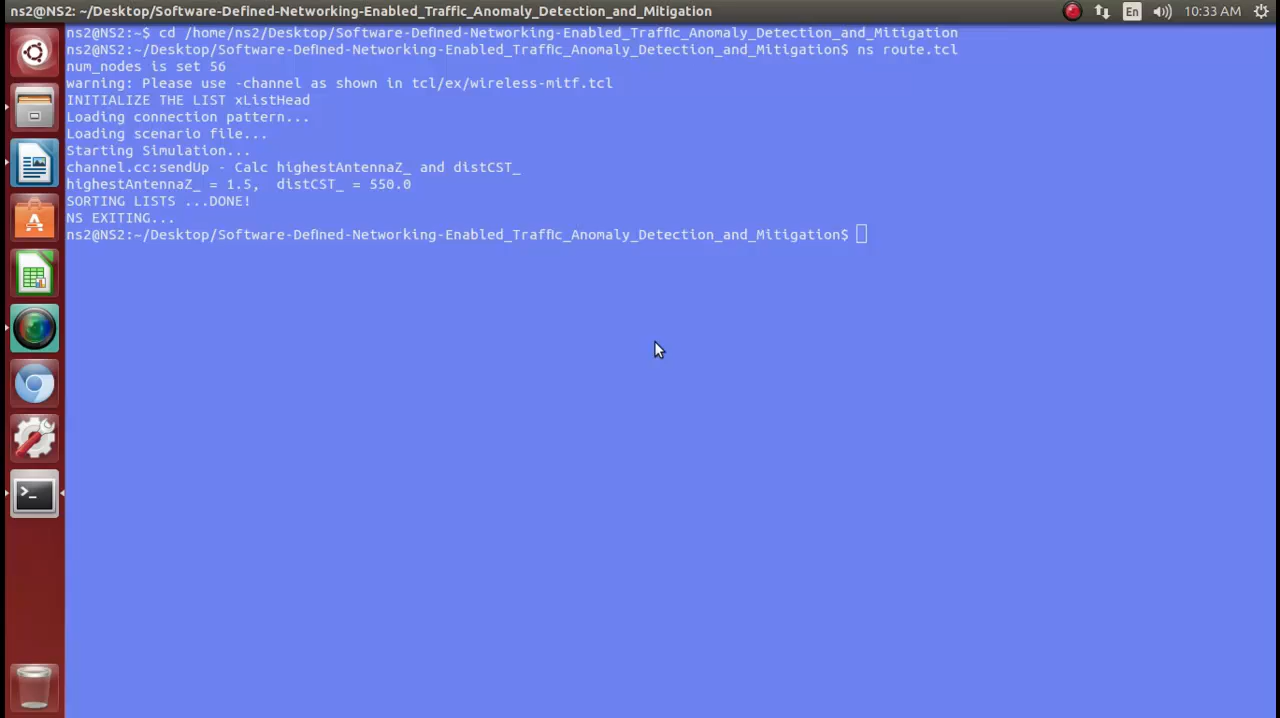 ns2@NS2: ~/Desktop/Software-Defined-Networking-Enabled_Traffic_Anomaly_Detection_and_Mitigation
En
10:33 AM
ns2@NS2:~$ cd /home/ns2/Desktop/Software-Defined-Networking-Enabled_Traffic_Anomaly_Detection_and_Mitigation
ns2@NS2:~/Desktop/Software-Defined-Networking-Enabled_Traffic_Anomaly_Detection_and_Mitigation$ ns route.tcl
num_nodes is set 56
warning: Please use -channel as shown in tcl/ex/wireless-mitf.tcl
INITIALIZE THE LIST xListHead
Loading connection pattern...
Loading scenario file...
Starting Simulation...
channel.cc:sendUp - Calc highestAntennaZ_ and distCST_
highestAntennaZ_ = 1.5,  distCST_ = 550.0
SORTING LISTS ...DONE!
NS EXITING...
ns2@NS2:~/Desktop/Software-Defined-Networking-Enabled_Traffic_Anomaly_Detection_and_Mitigation$